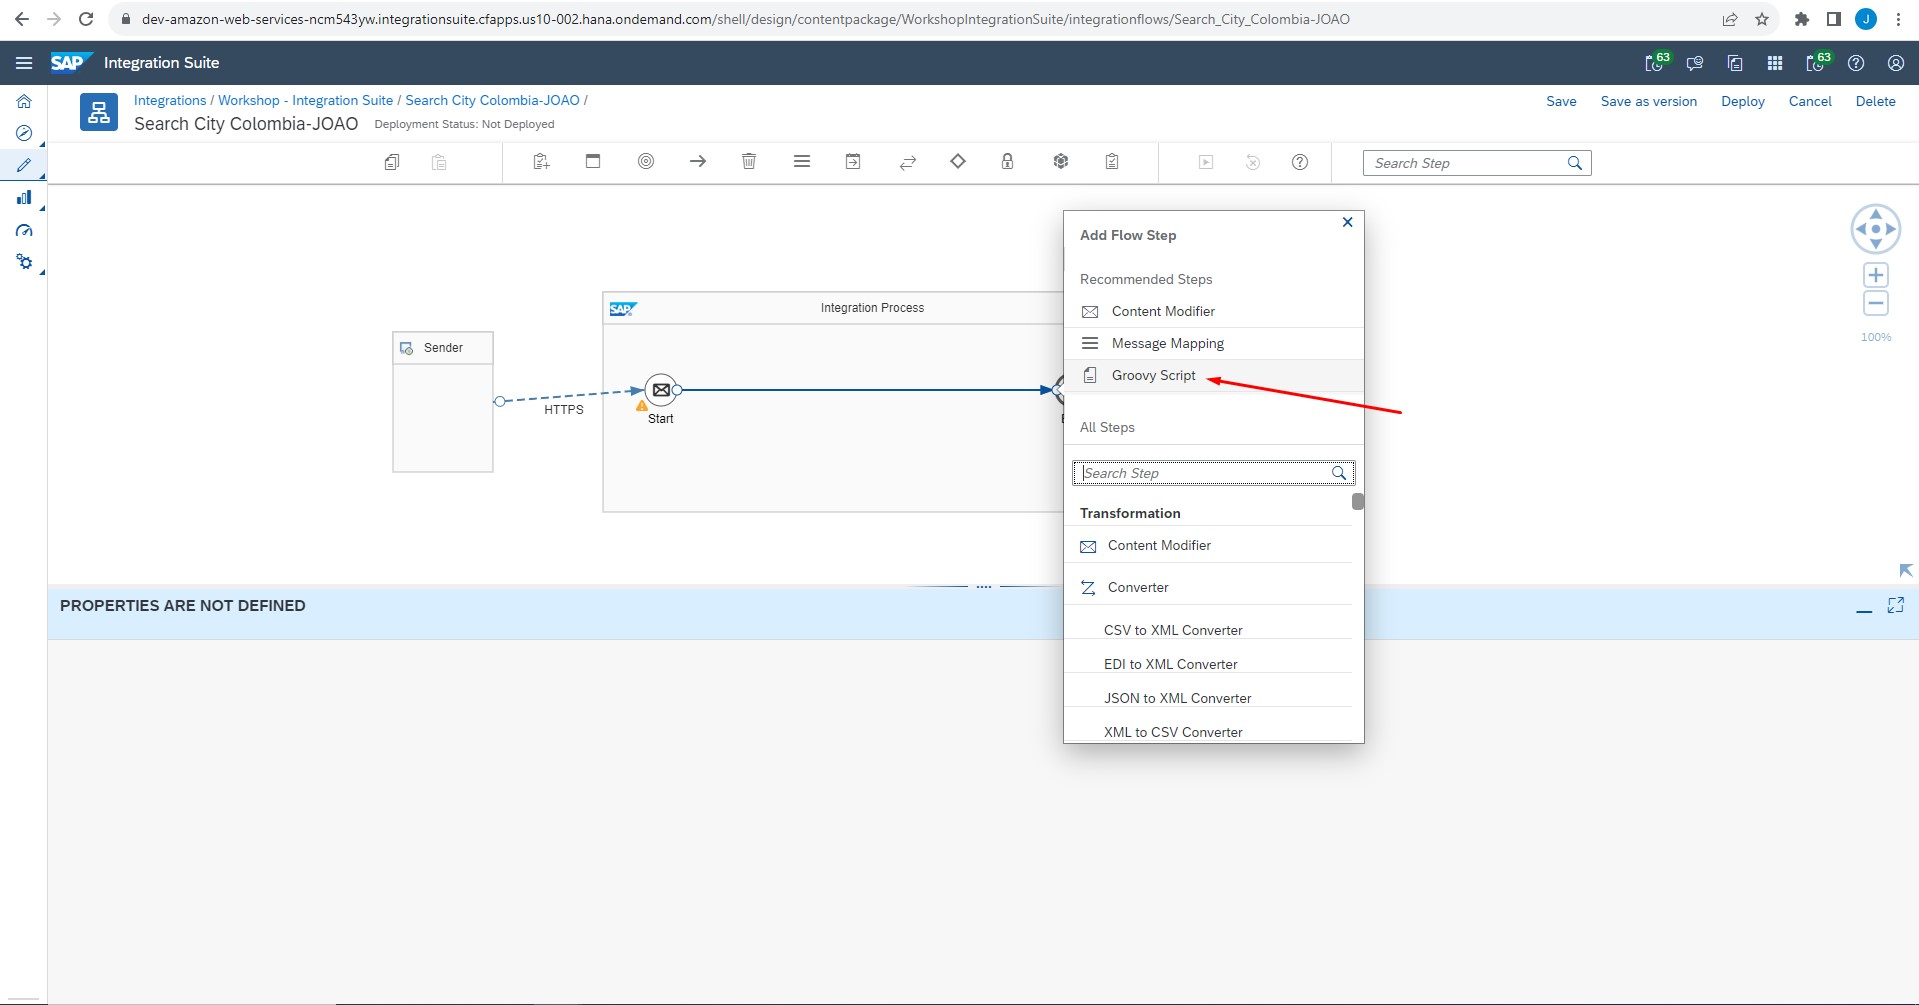 dev-amazon-web-services-ncm543yw.integrationsuite.cfapps.us10-002.hana.ondemand.com/shell/design/contentpackage/WorkshopIntegrationSuite/integrationflows/Search_City_Colombia-JOAO
J
SAP Integration Suite
63
63
Integrations / Workshop - Integration Suite / Search City Colombia-JOAO /
Search City Colombia-JOAO Deployment Status: Not Deployed
Save Save as version Deploy Cancel Delete
Search Step
Add Flow Step
Recommended Steps
Content Modifier
Message Mapping
Groovy Script
All Steps
Search Step
Transformation
Content Modifier
Converter
CSV to XML Converter
EDI to XML Converter
JSON to XML Converter
XML to CSV Converter
SAP Integration Process
Sender
HTTPS
Start
100%
PROPERTIES ARE NOT DEFINED